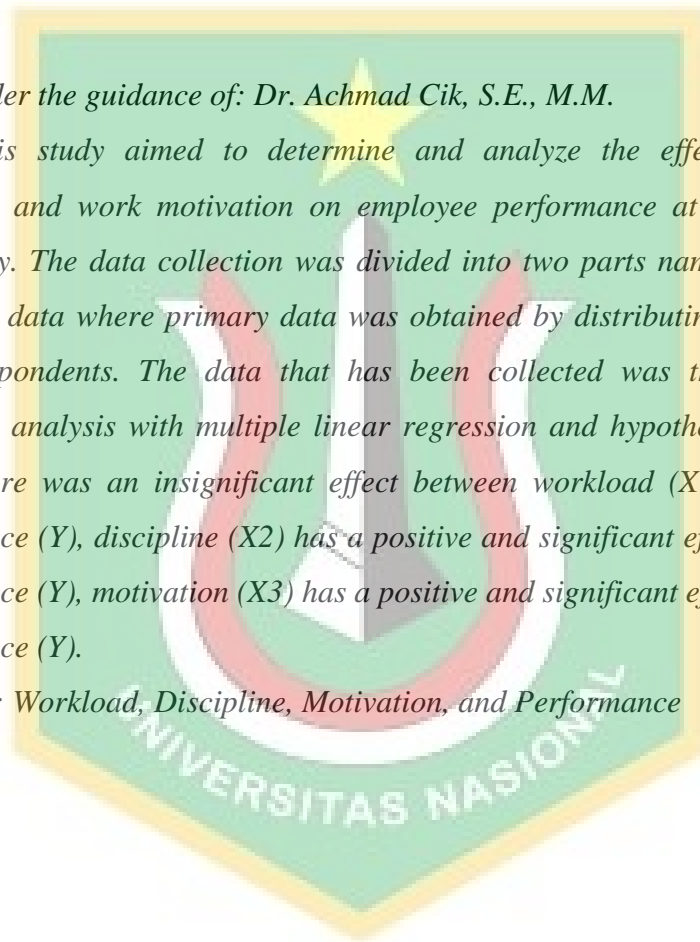 ler the guidance of: Dr. Achmad Cik, S.E., M.M.
is study aimed to determine and analyze the effe
and work motivation on employee performance at
y. The data collection was divided into two parts nam
data where primary data was obtained by distributin
pondents. The data that has been collected was th
analysis with multiple linear regression and hypothe
re was an insignificant effect between workload (X
ce (Y), discipline (X2) has a positive and significant ef
ce (Y), motivation (X3) has a positive and significant ef
ce (Y).
: Workload, Discipline, Motivation, and Performance
UNIVERSITAS NASIONAL